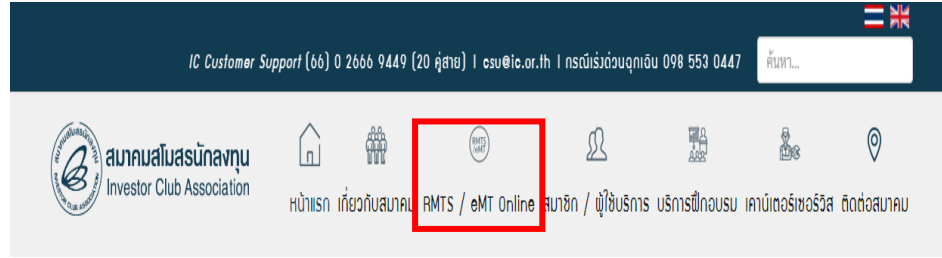 IC Customer Support (66) 0 2666 9449 (20 คู่สาย) I csu@ic.or.th I กรณีเร่งด่วนฉุกเฉิน 098 553 0447
ค้นหา...
สมาคมสโมสรนักลงทุน
Investor Club Association
RMTS
/eMT
หน้าแรก เกี่ยวกับสมาคม RMTS / eMT Online สมาชิก / ผู้ใช้บริการ บริการฝึกอบรม เคาน์เตอร์เซอร์วิส ติดต่อสมาคม